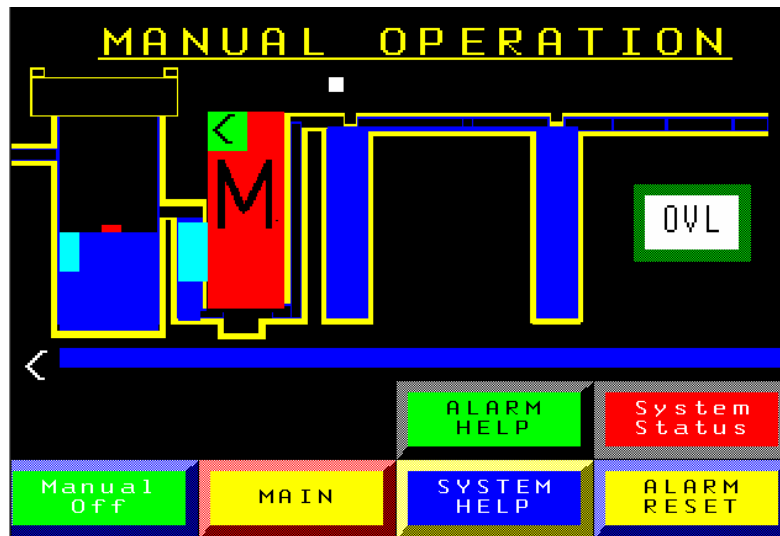 MANUAL OPERATION
<
M
OVL
<
ALARM
HELP
System
Status
Manual
Off
MAIN
SYSTEM
HELP
ALARM
RESET